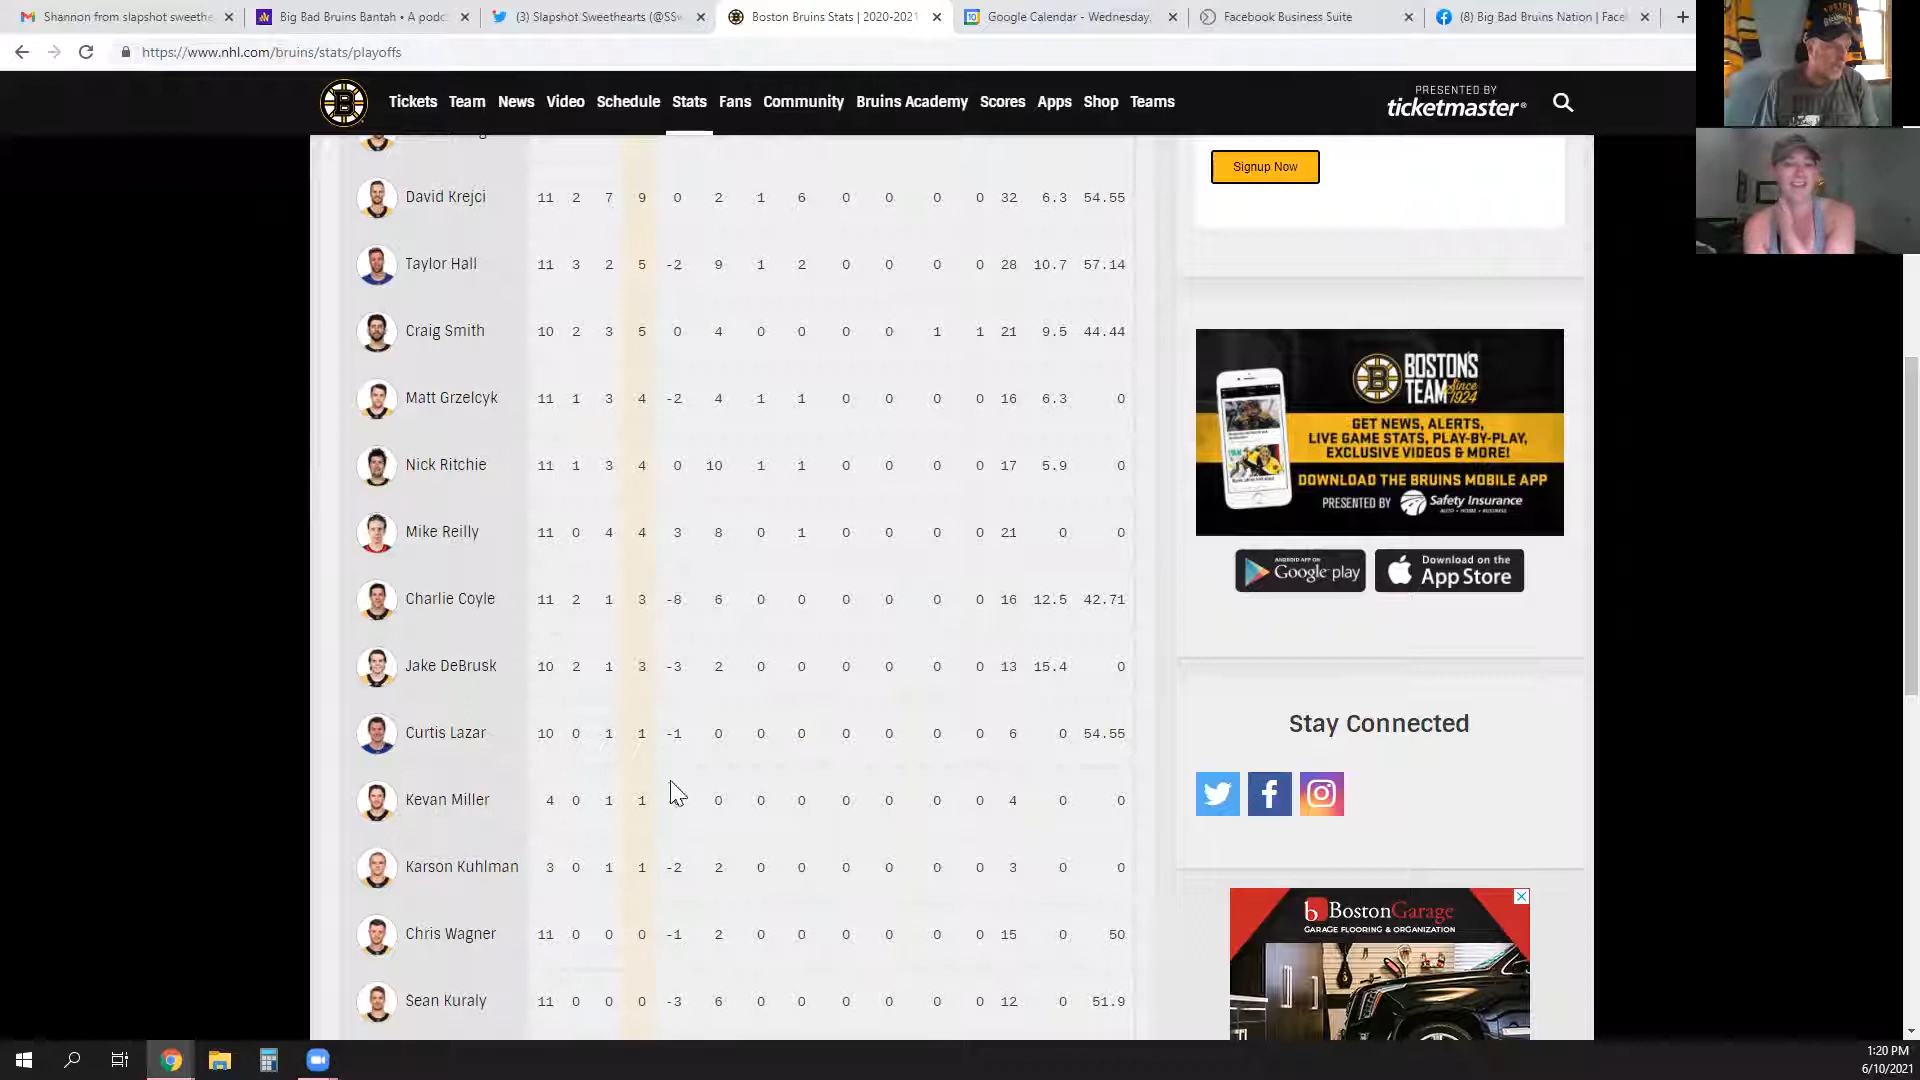 Shannon from slapshot sweethe
Big Bad Bruins Bantah • A podc
(3) Slapshot Sweethearts (@SSw
Boston Bruins Stats | 2020-2021
Google Calendar - Wednesday,
Facebook Business Suite
(8) Big Bad Bruins Nation | Face
https://www.nhl.com/bruins/stats/playoffs
Tickets Team News Video Schedule Stats Fans Community Bruins Academy Scores Apps Shop Teams
PRESENTED BY
ticketmaster®
Signup Now
David Krejci 11 2 7 9 0 2 1 6 0 0 0 0 32 6.3 54.55
Taylor Hall 11 3 2 5 -2 9 1 2 0 0 0 0 28 10.7 57.14
Craig Smith 10 2 3 5 0 4 0 0 0 0 1 1 21 9.5 44.44
Matt Grzelcyk 11 1 3 4 -2 4 1 1 0 0 0 0 16 6.3 0
Nick Ritchie 11 1 3 4 0 10 1 1 0 0 0 0 17 5.9 0
Mike Reilly 11 0 4 4 3 8 0 1 0 0 0 0 21 0 0
Charlie Coyle 11 2 1 3 -8 6 0 0 0 0 0 0 16 12.5 42.71
Jake DeBrusk 10 2 1 3 -3 2 0 0 0 0 0 0 13 15.4 0
Curtis Lazar 10 0 1 1 -1 0 0 0 0 0 0 0 6 0 54.55
Kevan Miller 4 0 1 1 0 0 0 0 0 0 0 4 0 0
Karson Kuhlman 3 0 1 1 -2 2 0 0 0 0 0 0 3 0 0
Chris Wagner 11 0 0 0 -1 2 0 0 0 0 0 0 15 0 50
Sean Kuraly 11 0 0 0 -3 6 0 0 0 0 0 0 12 0 51.9
BOSTON'S
TEAM Since
1924
GET NEWS, ALERTS,
LIVE GAME STATS, PLAY-BY-PLAY,
EXCLUSIVE VIDEOS & MORE!
DOWNLOAD THE BRUINS MOBILE APP
PRESENTED BY Safety Insurance
AUTO • HOME • BUSINESS
ANDROID APP ON
Google play
Download on the
App Store
Stay Connected
BostonGarage
GARAGE FLOORING & ORGANIZATION
1:20 PM
6/10/2021